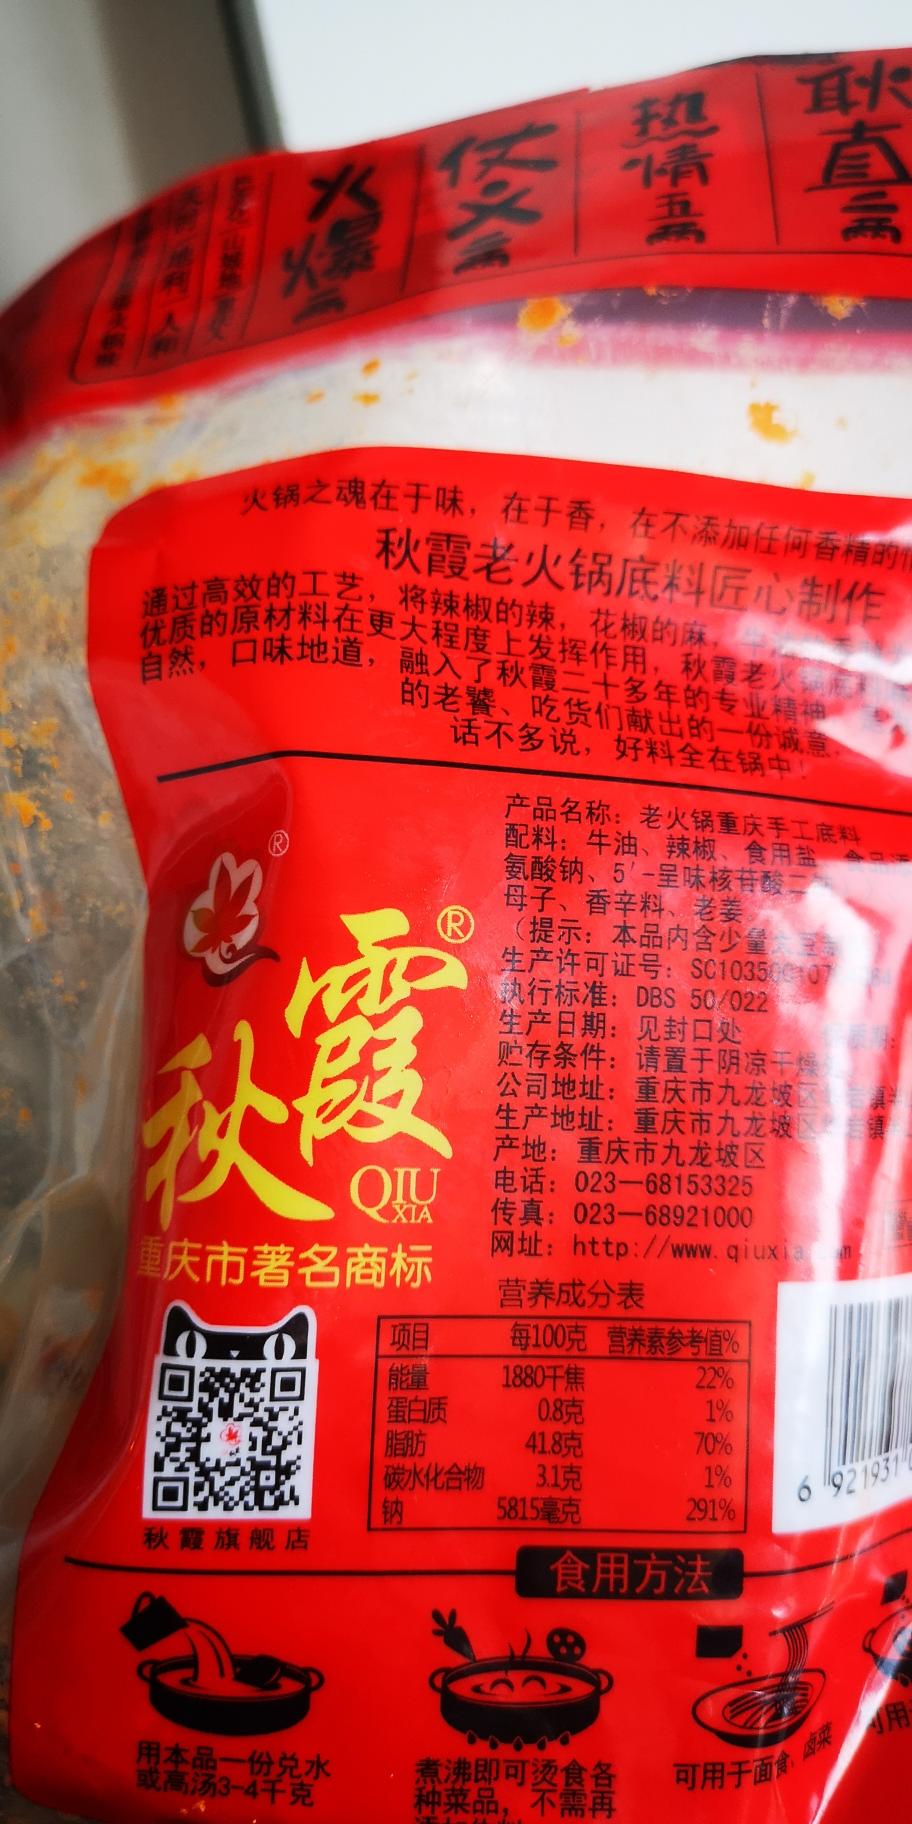 火爆二两
仗义二两
热情五两
耿直二两
火锅之魂在于味，在于香，在不添加任何香精的
秋霞老火锅底料匠心制作
通过高效的工艺，将辣椒的辣，花椒的麻，
优质的原材料在更大程度上发挥作用，秋霞老火锅
自然，口味地道，融入了秋霞二十多年的专业精神
的老饕、吃货们献出的一份诚意，
话不多说，好料全在锅中！
产品名称：老火锅重庆手工底料
配料：牛油、辣椒、食用盐、
氨酸钠、5'-呈味核苷酸二
母子、香辛料、老姜
（提示：本品内含少量
生产许可证号：
执行标准：DBS 50/022
生产日期：见封口处
贮存条件：请置于阴凉干燥
公司地址：重庆市九龙坡区
生产地址：重庆市九龙坡区
产地：重庆市九龙坡区
电话：023—68153325
传真：023—68921000
网址：http://www.qiuxia
®
秋霞®
QIU
XIA
重庆市著名商标
营养成分表
项目 每100克 营养素参考值%
能量 1880千焦 22%
蛋白质 0.8克 1%
脂肪 41.8克 70%
碳水化合物 3.1克 1%
钠 5815毫克 291%
6 921931
秋霞旗舰店
食用方法
用本品一份兑水
或高汤3-4千克
煮沸即可烫食各
种菜品，不需再
可用于面食，卤菜
可用